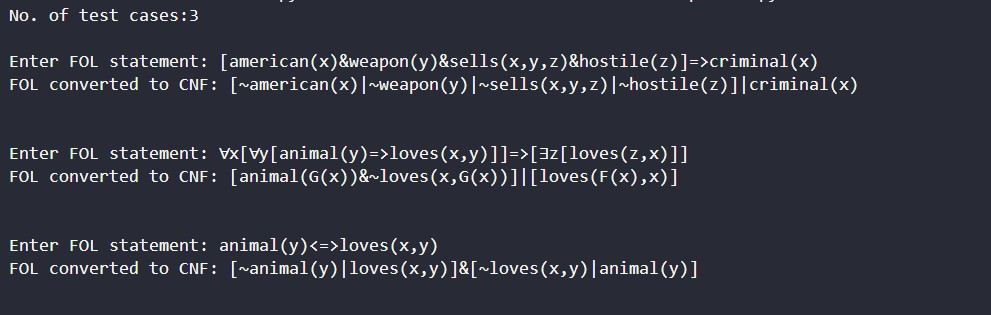 No. of test cases:3
Enter FOL statement: [american(x)&weapon(y)&sells(x,y,z)&hostile(z)]=>criminal(x)
FOL converted to CNF: [~american(x)|~weapon(y)|~sells(x,y,z)|~hostile(z)]|criminal(x)
Enter FOL statement: ∀x[∀y[animal(y)=>loves(x,y)]]=>[∃z[loves(z,x)]]
FOL converted to CNF: [animal(G(x))&~loves(x,G(x))]|[loves(F(x),x)]
Enter FOL statement: animal(y)<=>loves(x,y)
FOL converted to CNF: [~animal(y)|loves(x,y)]&[~loves(x,y)|animal(y)]